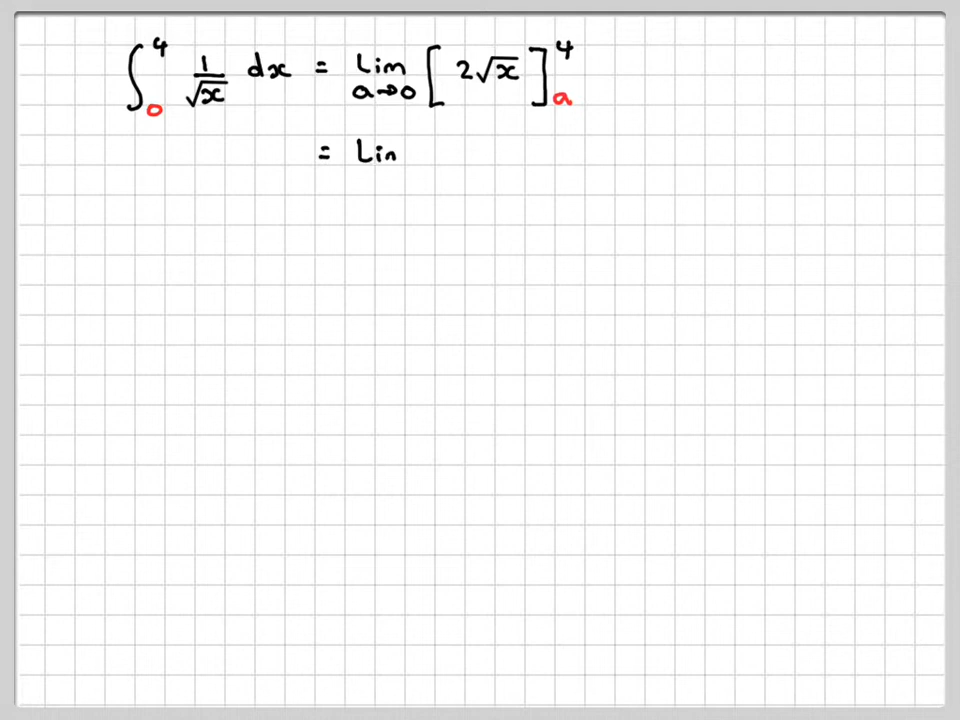 ∫₀⁴ 1/√x dx = Lim a→0 [2√x]ₐ⁴
= Lin